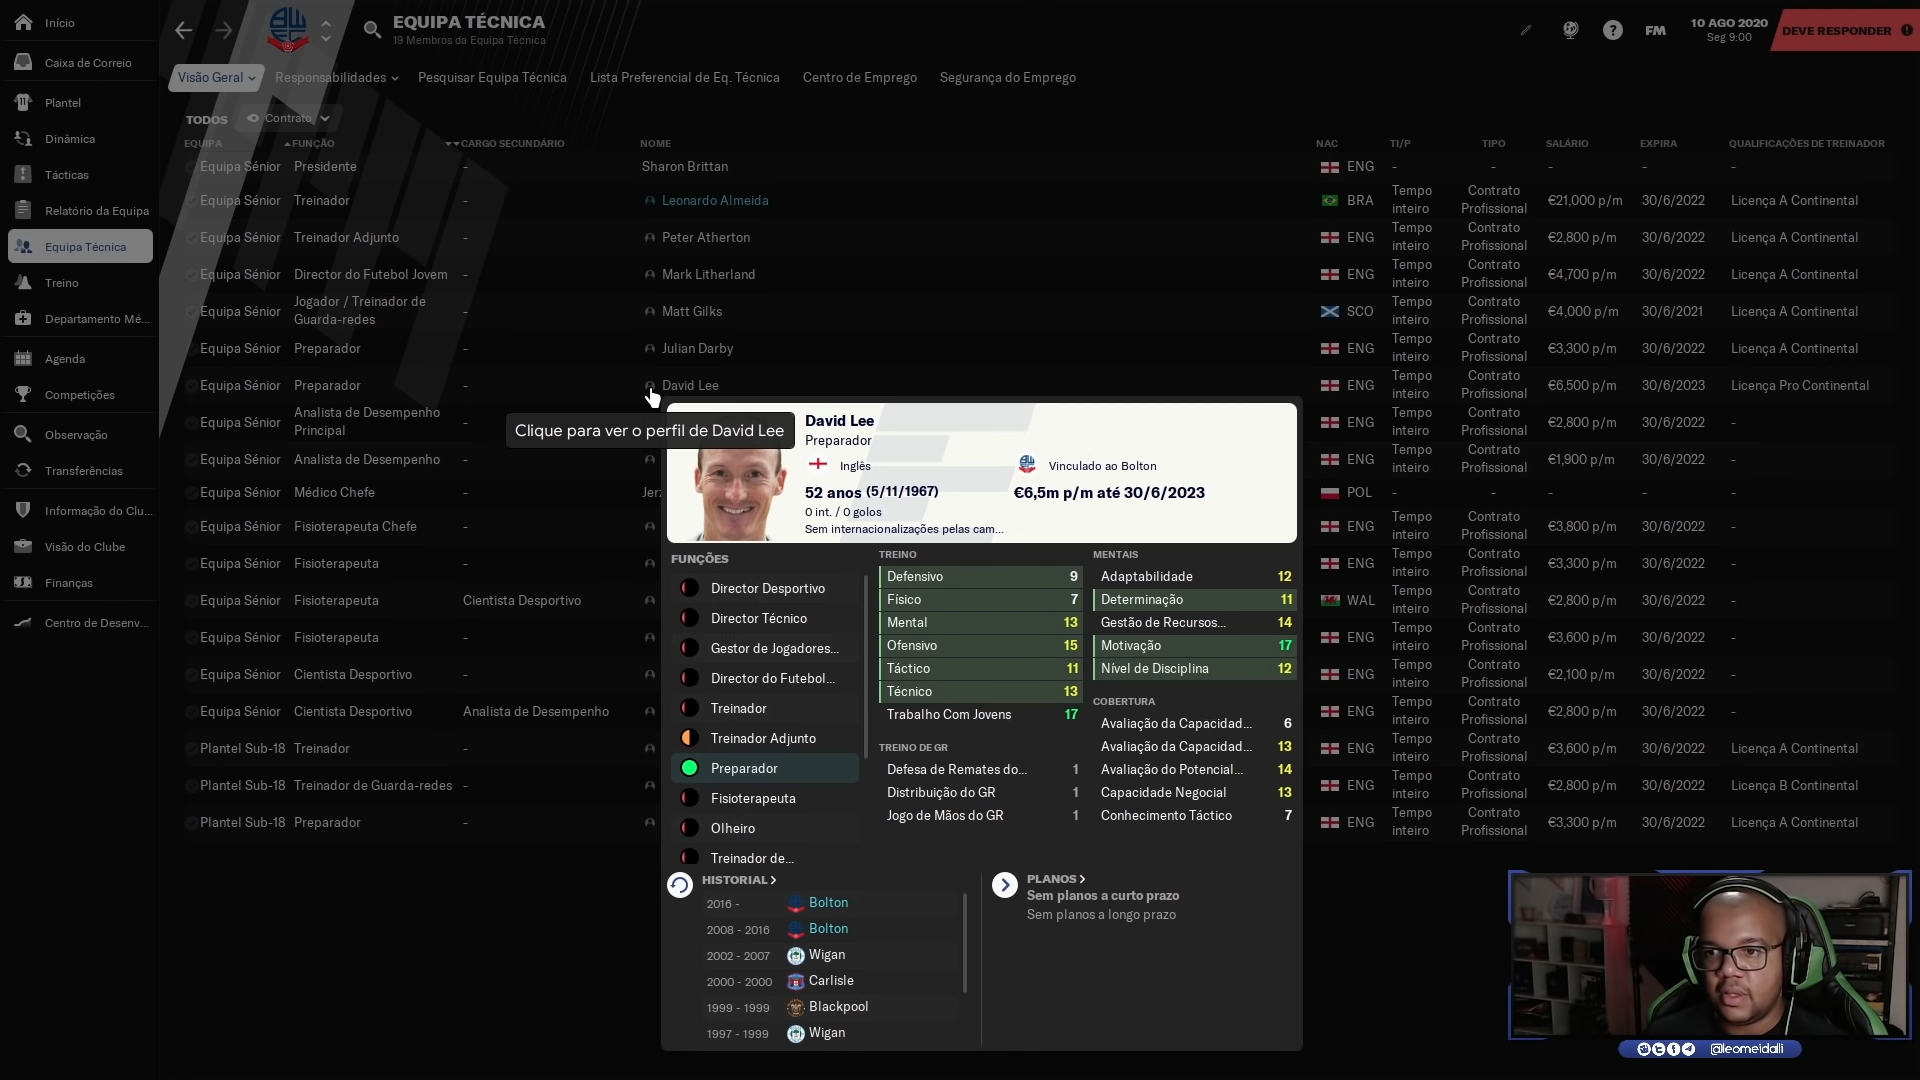 Início
Caixa de Correio
Plantel
Dinâmica
Tácticas
Relatório da Equipa
Equipa Técnica
Treino
Departamento Mé...
Agenda
Competições
Observação
Transferências
Informação do Clu...
Visão do Clube
Finanças
Centro de Desenv...
EQUIPA TÉCNICA
19 Membros da Equipa Técnica
FM
10 AGO 2020
Seg 9:00
DEVE RESPONDER
Visão Geral
Responsabilidades
Pesquisar Equipa Técnica
Lista Preferencial de Eq. Técnica
Centro de Emprego
Segurança do Emprego
TODOS
Contrato
EQUIPA FUNÇÃO CARGO SECUNDÁRIO NOME NAC TI/P TIPO SALÁRIO EXPIRA QUALIFICAÇÕES DE TREINADOR
Equipa Sénior Presidente - Sharon Brittan ENG - - - - -
Equipa Sénior Treinador - Leonardo Almeida BRA Tempo inteiro Contrato Profissional €21,000 p/m 30/6/2022 Licença A Continental
Equipa Sénior Treinador Adjunto - Peter Atherton ENG Tempo inteiro Contrato Profissional €2,800 p/m 30/6/2022 Licença A Continental
Equipa Sénior Director do Futebol Jovem - Mark Litherland ENG Tempo inteiro Contrato Profissional €4,700 p/m 30/6/2022 Licença A Continental
Equipa Sénior Jogador / Treinador de Guarda-redes - Matt Gilks SCO Tempo inteiro Contrato Profissional €4,000 p/m 30/6/2021 Licença A Continental
Equipa Sénior Preparador - Julian Darby ENG Tempo inteiro Contrato Profissional €3,300 p/m 30/6/2022 Licença A Continental
Equipa Sénior Preparador - David Lee ENG Tempo inteiro Contrato Profissional €6,500 p/m 30/6/2023 Licença Pro Continental
Equipa Sénior Analista de Desempenho Principal - ENG Tempo inteiro Contrato Profissional €2,800 p/m 30/6/2022 -
Equipa Sénior Analista de Desempenho - ENG Tempo inteiro Contrato Profissional €1,900 p/m 30/6/2022 -
Equipa Sénior Médico Chefe - Jerz POL - - - - -
Equipa Sénior Fisioterapeuta Chefe - ENG Tempo inteiro Contrato Profissional €3,800 p/m 30/6/2022 -
Equipa Sénior Fisioterapeuta - ENG Tempo inteiro Contrato Profissional €3,300 p/m 30/6/2022 -
Equipa Sénior Fisioterapeuta Cientista Desportivo WAL Tempo inteiro Contrato Profissional €2,800 p/m 30/6/2022 -
Equipa Sénior Fisioterapeuta - ENG Tempo inteiro Contrato Profissional €3,600 p/m 30/6/2022 -
Equipa Sénior Cientista Desportivo - ENG Tempo inteiro Contrato Profissional €2,100 p/m 30/6/2022 -
Equipa Sénior Cientista Desportivo Analista de Desempenho ENG Tempo inteiro Contrato Profissional €2,800 p/m 30/6/2022 -
Plantel Sub-18 Treinador - ENG Tempo inteiro Contrato Profissional €3,600 p/m 30/6/2022 Licença A Continental
Plantel Sub-18 Treinador de Guarda-redes - ENG Tempo inteiro Contrato Profissional €2,800 p/m 30/6/2022 Licença B Continental
Plantel Sub-18 Preparador - ENG Tempo inteiro Contrato Profissional €3,300 p/m 30/6/2022 Licença A Continental
Clique para ver o perfil de David Lee
David Lee
Preparador
Inglês Vinculado ao Bolton
52 anos (5/11/1967) €6,5m p/m até 30/6/2023
0 int. / 0 golos
Sem internacionalizações pelas cam...
FUNÇÕES
Director Desportivo
Director Técnico
Gestor de Jogadores...
Director do Futebol...
Treinador
Treinador Adjunto
Preparador
Fisioterapeuta
Olheiro
Treinador de...
TREINO
Defensivo 9
Físico 7
Mental 13
Ofensivo 15
Táctico 11
Técnico 13
Trabalho Com Jovens 17
TREINO DE GR
Defesa de Remates do... 1
Distribuição do GR 1
Jogo de Mãos do GR 1
MENTAIS
Adaptabilidade 12
Determinação 11
Gestão de Recursos... 14
Motivação 17
Nível de Disciplina 12
COBERTURA
Avaliação da Capacidad... 6
Avaliação da Capacidad... 13
Avaliação do Potencial... 14
Capacidade Negocial 13
Conhecimento Táctico 7
HISTORIAL
2016 - Bolton
2008 - 2016 Bolton
2002 - 2007 Wigan
2000 - 2000 Carlisle
1999 - 1999 Blackpool
1997 - 1999 Wigan
PLANOS
Sem planos a curto prazo
Sem planos a longo prazo
@leomeidalli